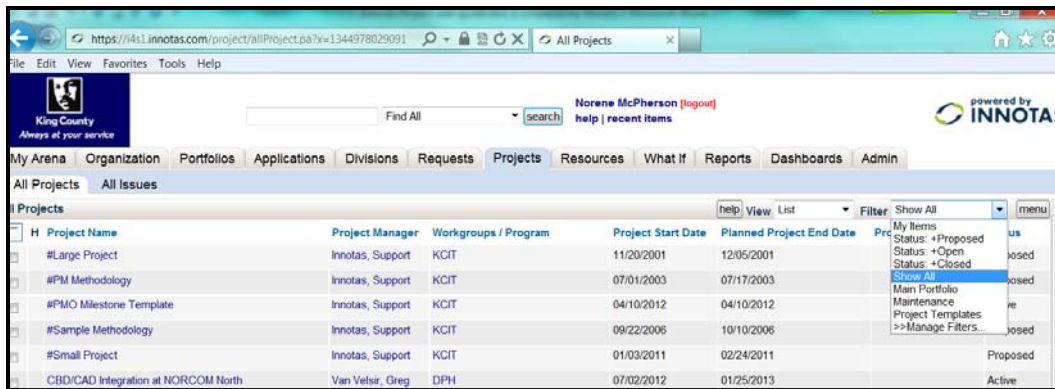 https://i4s1.innotas.com/project/allProject.pa?x=1344978029091 All Projects
File Edit View Favorites Tools Help
King County
Always at your service
Find All search
Norene McPherson [logout]
help | recent items
powered by
INNOTAS
My Arena Organization Portfolios Applications Divisions Requests Projects Resources What If Reports Dashboards Admin
All Projects All Issues
ll Projects help View List Filter Show All menu
H Project Name Project Manager Workgroups / Program Project Start Date Planned Project End Date Pro us
My Items
Status: +Proposed
Status: +Open
Status: +Closed
Show All
Main Portfolio
Maintenance
Project Templates
>>Manage Filters...
#Large Project Innotas, Support KCIT 11/20/2001 12/05/2001 posed
#PM Methodology Innotas, Support KCIT 07/01/2003 07/17/2003 posed
#PMO Milestone Template Innotas, Support KCIT 04/10/2012 04/10/2012 ve
#Sample Methodology Innotas, Support KCIT 09/22/2006 10/10/2006 posed
#Small Project Innotas, Support KCIT 01/03/2011 02/24/2011 Proposed
CBD/CAD Integration at NORCOM North Van Velsir, Greg DPH 07/02/2012 01/25/2013 Active